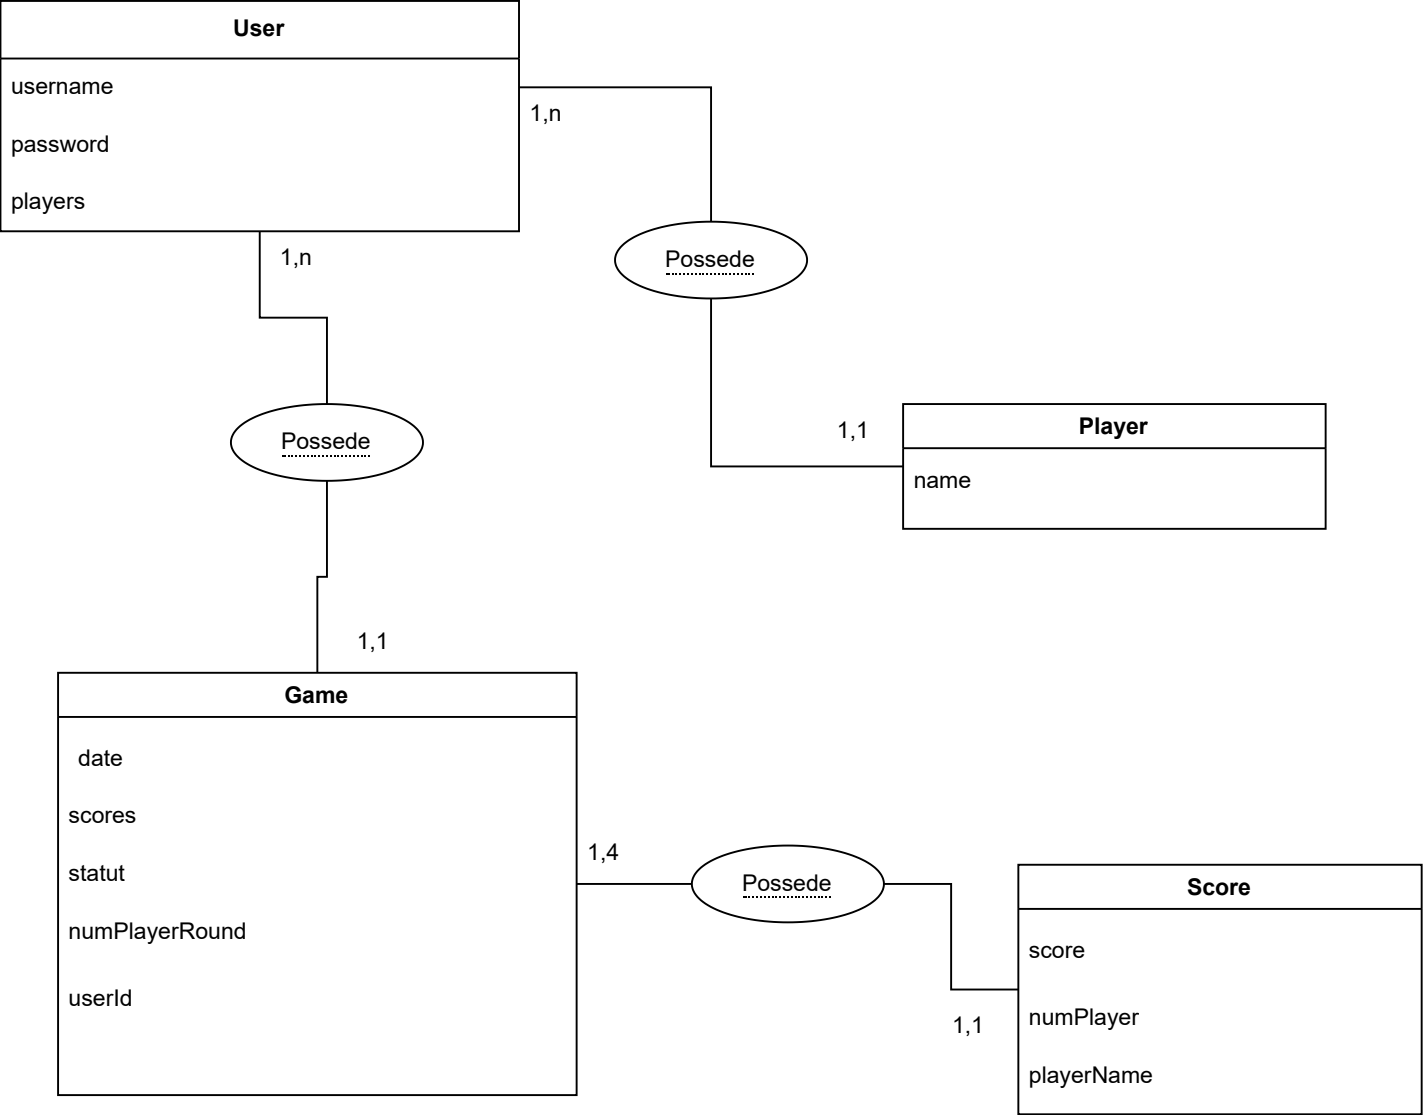 User
username
password
players
1,n
1,n
Possede
Possede
1,1
Player
name
1,1
Game
date
scores
statut
numPlayerRound
userId
1,4
Possede
1,1
Score
score
numPlayer
playerName